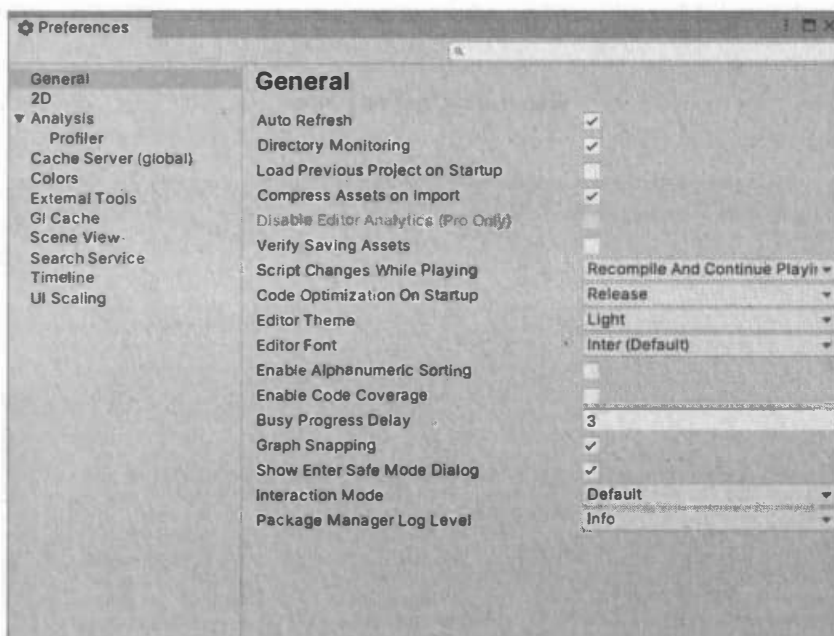 Preferences
General
2D
Analysis
Profiler
Cache Server (global)
Colors
External Tools
GI Cache
Scene View
Search Service
Timeline
UI Scaling
General
Auto Refresh
Directory Monitoring
Load Previous Project on Startup
Compress Assets on Import
Disable Editor Analytics (Pro Only)
Verify Saving Assets
Script Changes While Playing Recompile And Continue Playin
Code Optimization On Startup Release
Editor Theme Light
Editor Font Inter (Default)
Enable Alphanumeric Sorting
Enable Code Coverage
Busy Progress Delay 3
Graph Snapping
Show Enter Safe Mode Dialog
Interaction Mode Default
Package Manager Log Level Info